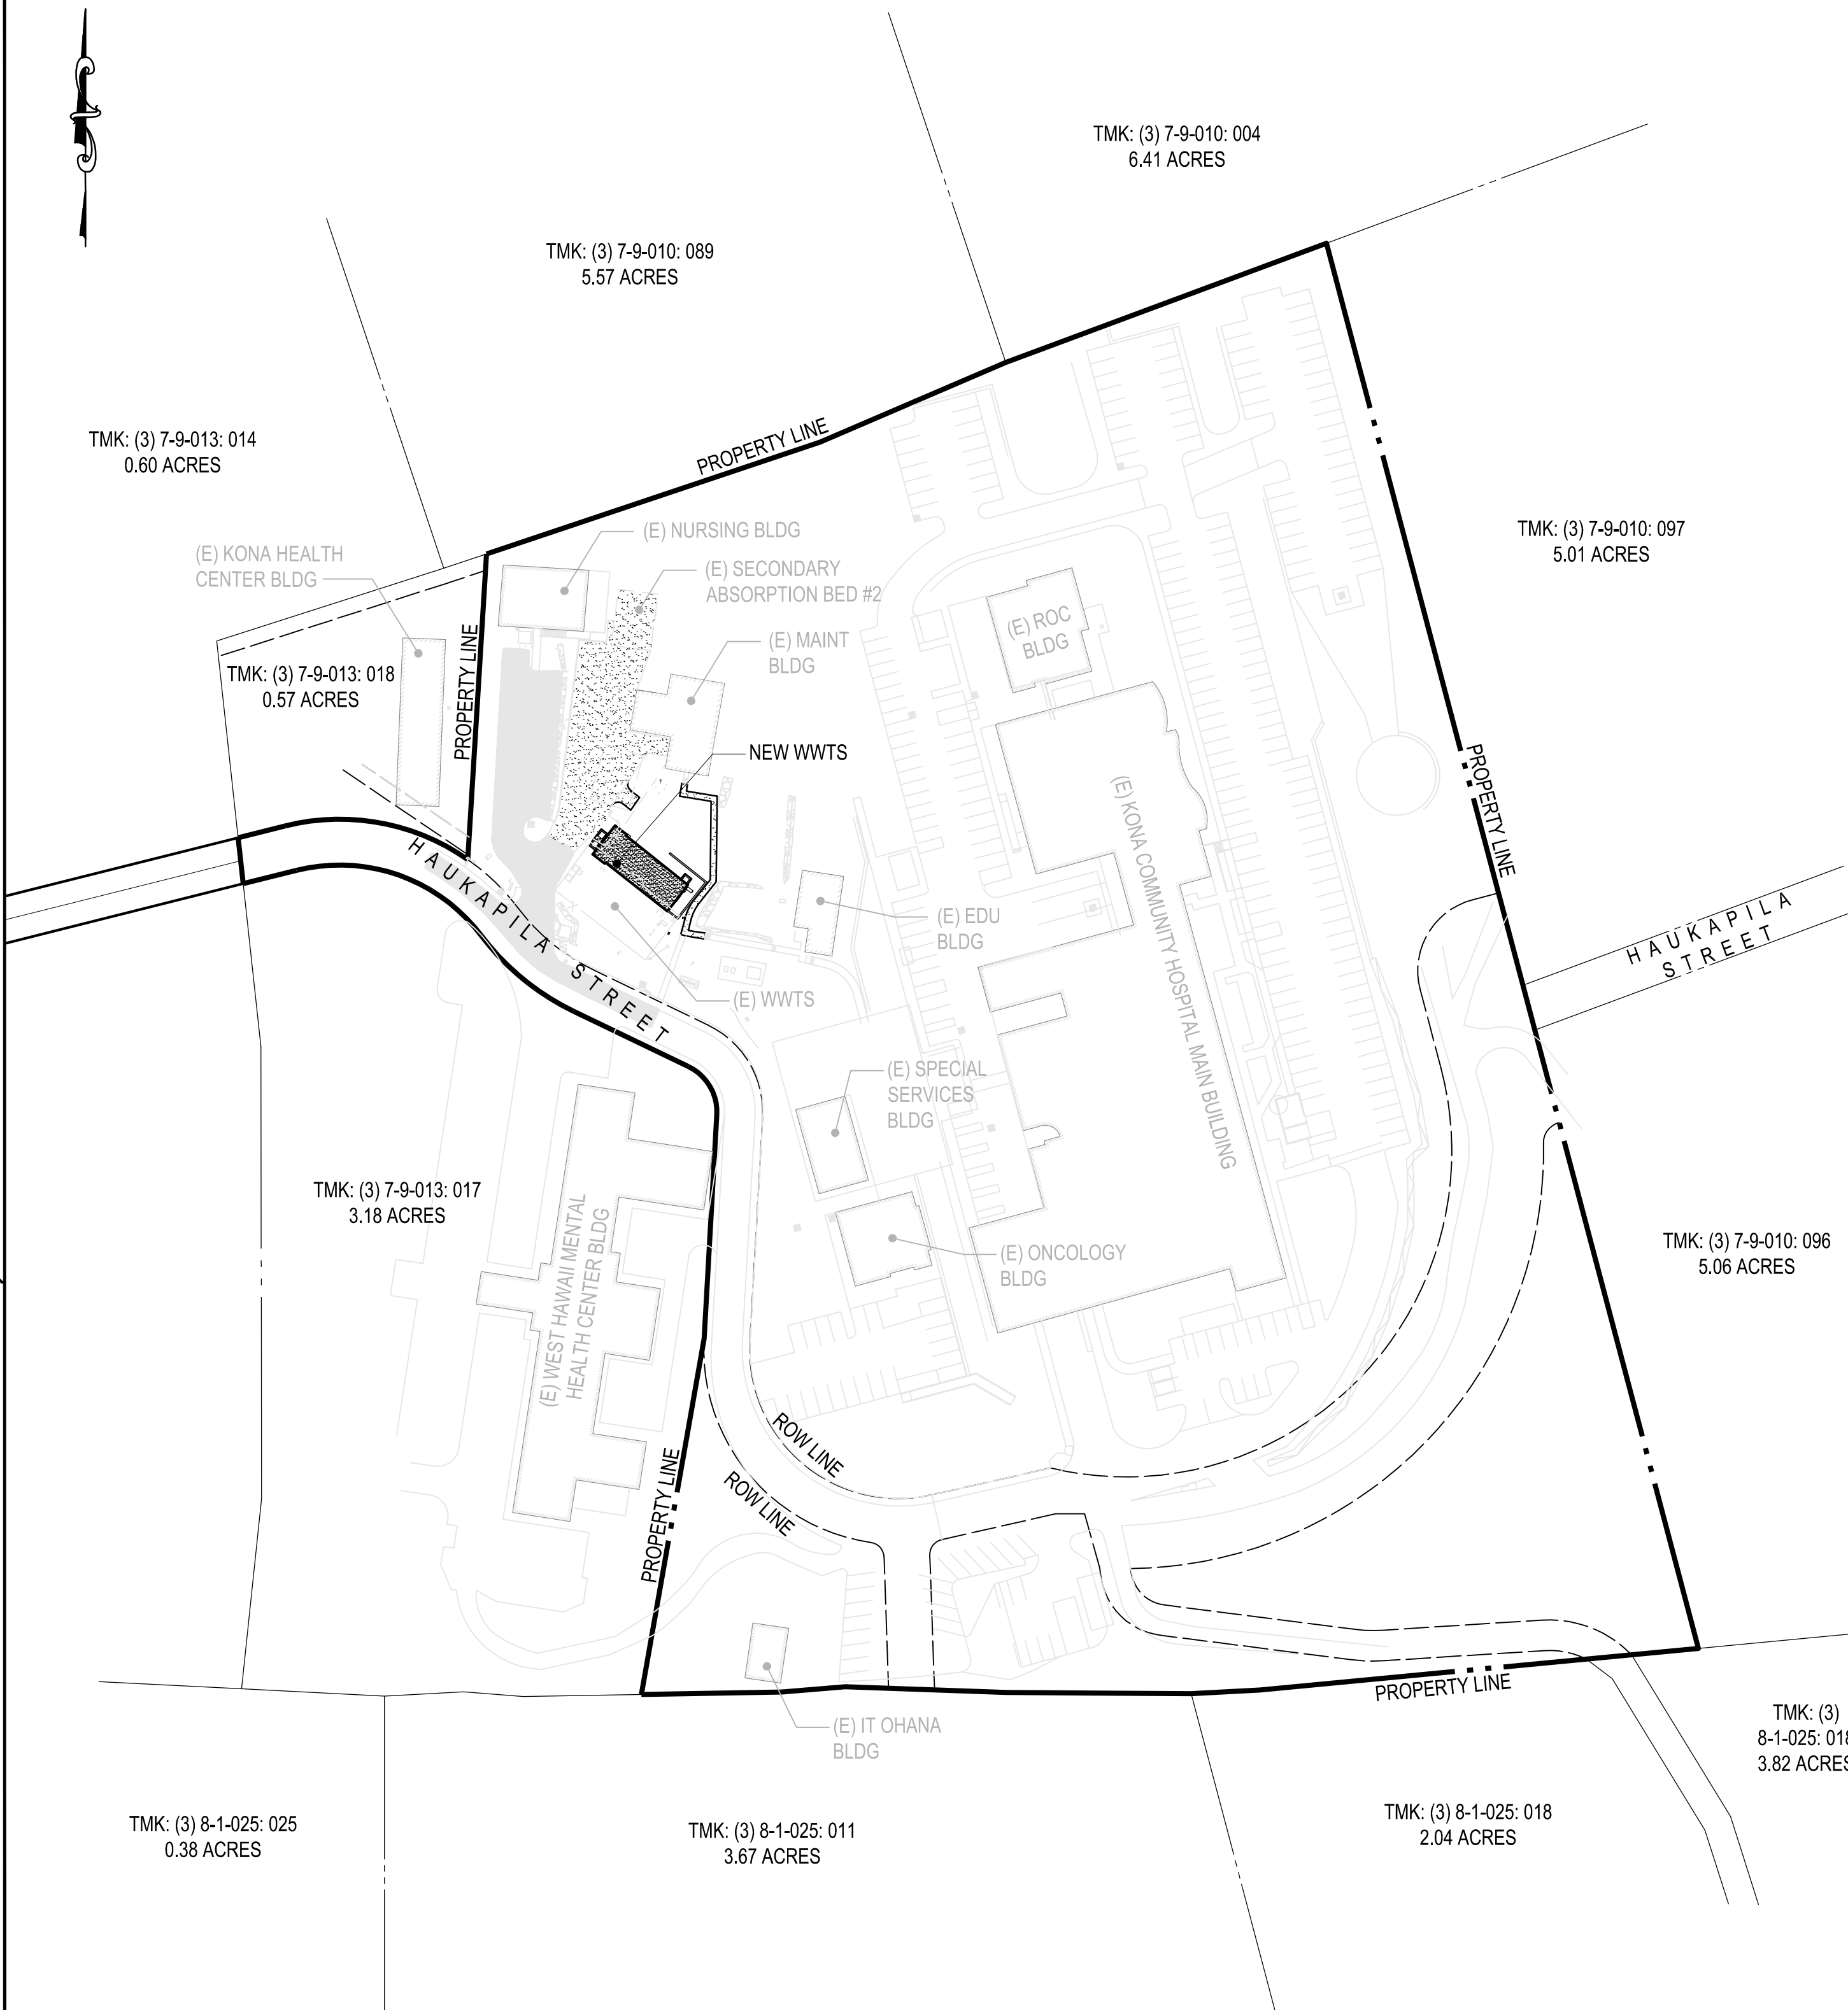 TMK: (3) 7-9-010: 004
6.41 ACRES
TMK: (3) 7-9-010: 089
5.57 ACRES
TMK: (3) 7-9-013: 014
0.60 ACRES
PROPERTY LINE
(E) NURSING BLDG
(E) KONA HEALTH
CENTER BLDG
(E) SECONDARY
ABSORPTION BED #2
TMK: (3) 7-9-010: 097
5.01 ACRES
(E) ROC
BLDG
(E) MAINT
BLDG
TMK: (3) 7-9-013: 018
0.57 ACRES
PROPERTY LINE
NEW WWTS
PROPERTY LINE
(E) KONA COMMUNITY HOSPITAL MAIN BUILDING
HAUKAPILA STREET
(E) EDU
BLDG
HAUKAPILA
STREET
(E) WWTS
(E) SPECIAL
SERVICES
BLDG
TMK: (3) 7-9-013: 017
3.18 ACRES
(E) WEST HAWAII MENTAL
HEALTH CENTER BLDG
(E) ONCOLOGY
BLDG
TMK: (3) 7-9-010: 096
5.06 ACRES
ROW LINE
ROW LINE
PROPERTY LINE
PROPERTY LINE
(E) IT OHANA
BLDG
TMK: (3)
8-1-025: 018
3.82 ACRES
TMK: (3) 8-1-025: 025
0.38 ACRES
TMK: (3) 8-1-025: 011
3.67 ACRES
TMK: (3) 8-1-025: 018
2.04 ACRES